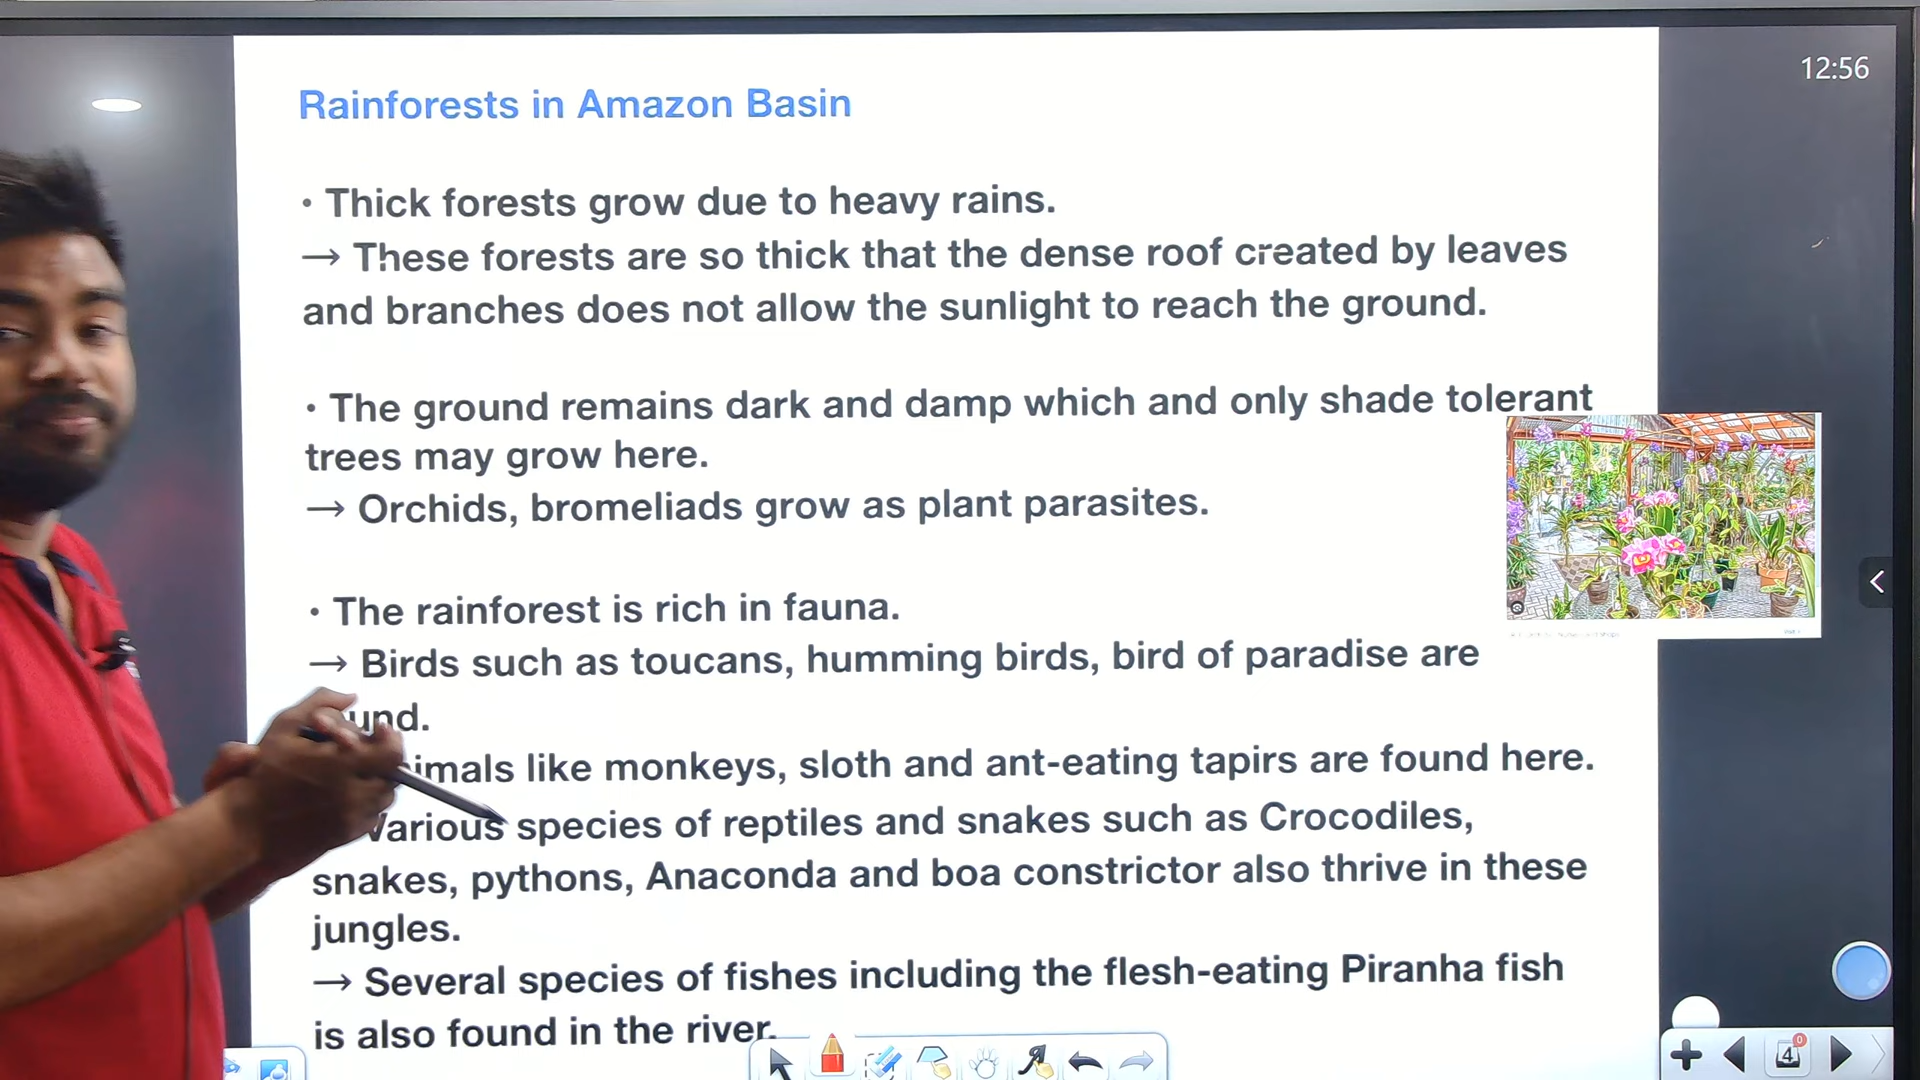 12:56
Rainforests in Amazon Basin
• Thick forests grow due to heavy rains.
→ These forests are so thick that the dense roof created by leaves
and branches does not allow the sunlight to reach the ground.
• The ground remains dark and damp which and only shade tolerant
trees may grow here.
→ Orchids, bromeliads grow as plant parasites.
• The rainforest is rich in fauna.
→ Birds such as toucans, humming birds, bird of paradise are
und.
imals like monkeys, sloth and ant-eating tapirs are found here.
Various species of reptiles and snakes such as Crocodiles,
snakes, pythons, Anaconda and boa constrictor also thrive in these
jungles.
→ Several species of fishes including the flesh-eating Piranha fish
is also found in the river.
4
0